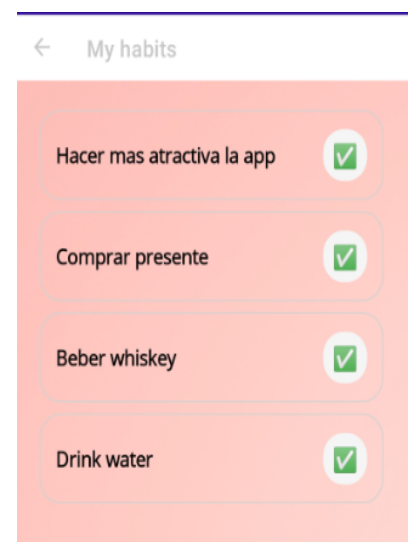 My habits
Hacer mas atractiva la app
Comprar presente
Beber whiskey
Drink water